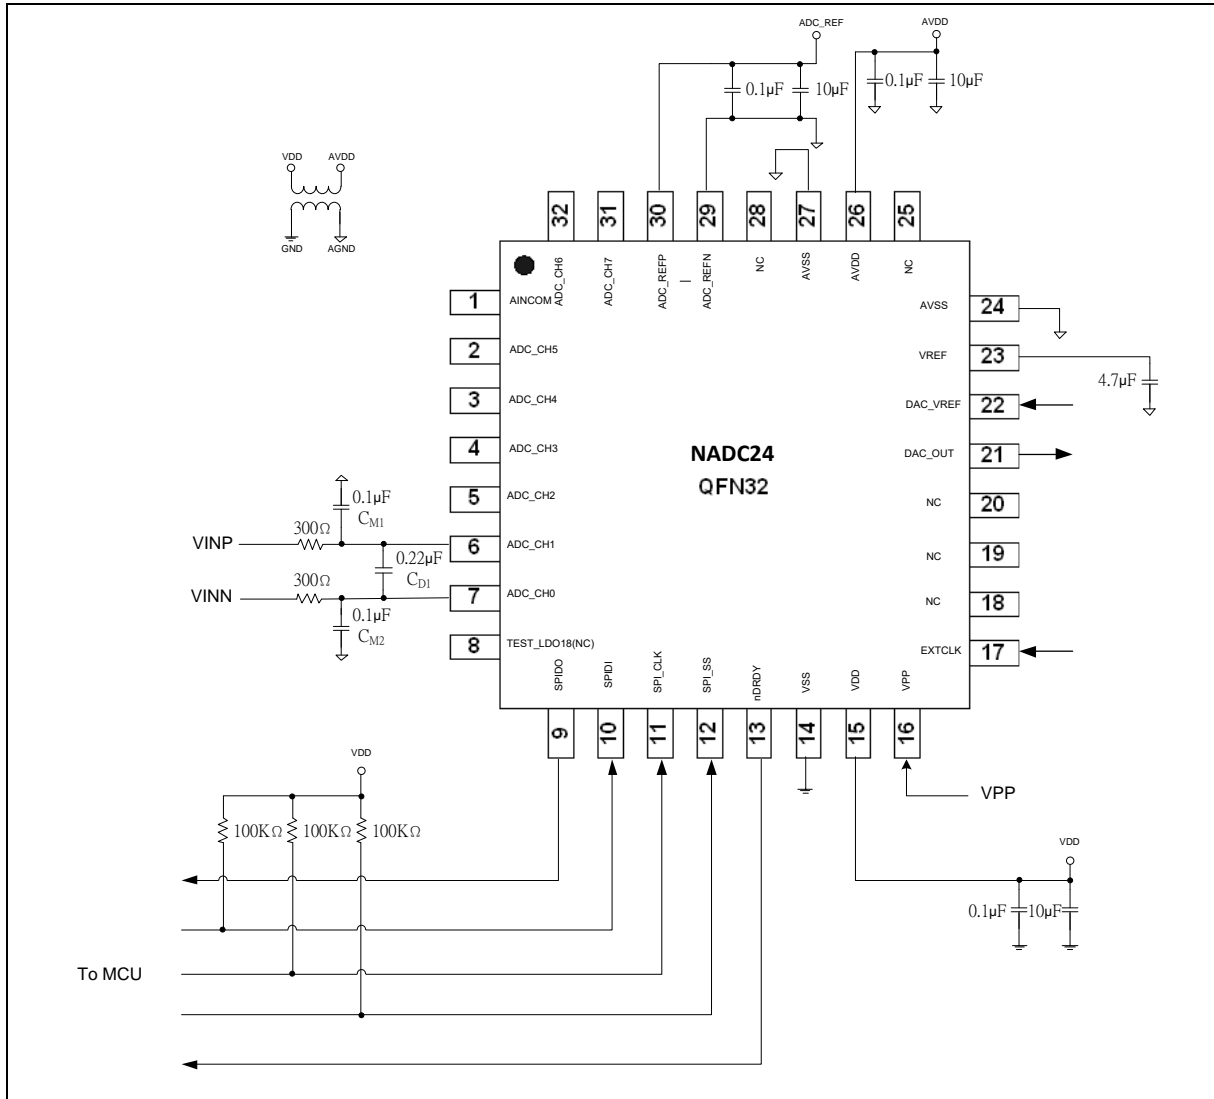 ADC_REF
AVDD
0.1µF
10µF
0.1µF
10µF
VDD
AVDD
GND
AGND
32
31
30
29
28
27
26
25
ADC_CH6
ADC_CH7
ADC_REFP
ADC_REFN
NC
AVSS
AVDD
NC
1
AINCOM
2
ADC_CH5
3
ADC_CH4
4
ADC_CH3
5
ADC_CH2
6
ADC_CH1
7
ADC_CH0
8
TEST_LDO18(NC)
AVSS
24
VREF
23
DAC_VREF
22
DAC_OUT
21
NC
20
NC
19
NC
18
EXTCLK
17
4.7µF
NADC24
QFN32
0.1µF
CM1
300Ω
VINP
0.22µF
CD1
300Ω
VINN
0.1µF
CM2
SPIDO
SPIDI
SPI_CLK
SPI_SS
nDRDY
VSS
VDD
VPP
9
10
11
12
13
14
15
16
VDD
100KΩ
100KΩ
100KΩ
VPP
VDD
0.1µF
10µF
To MCU